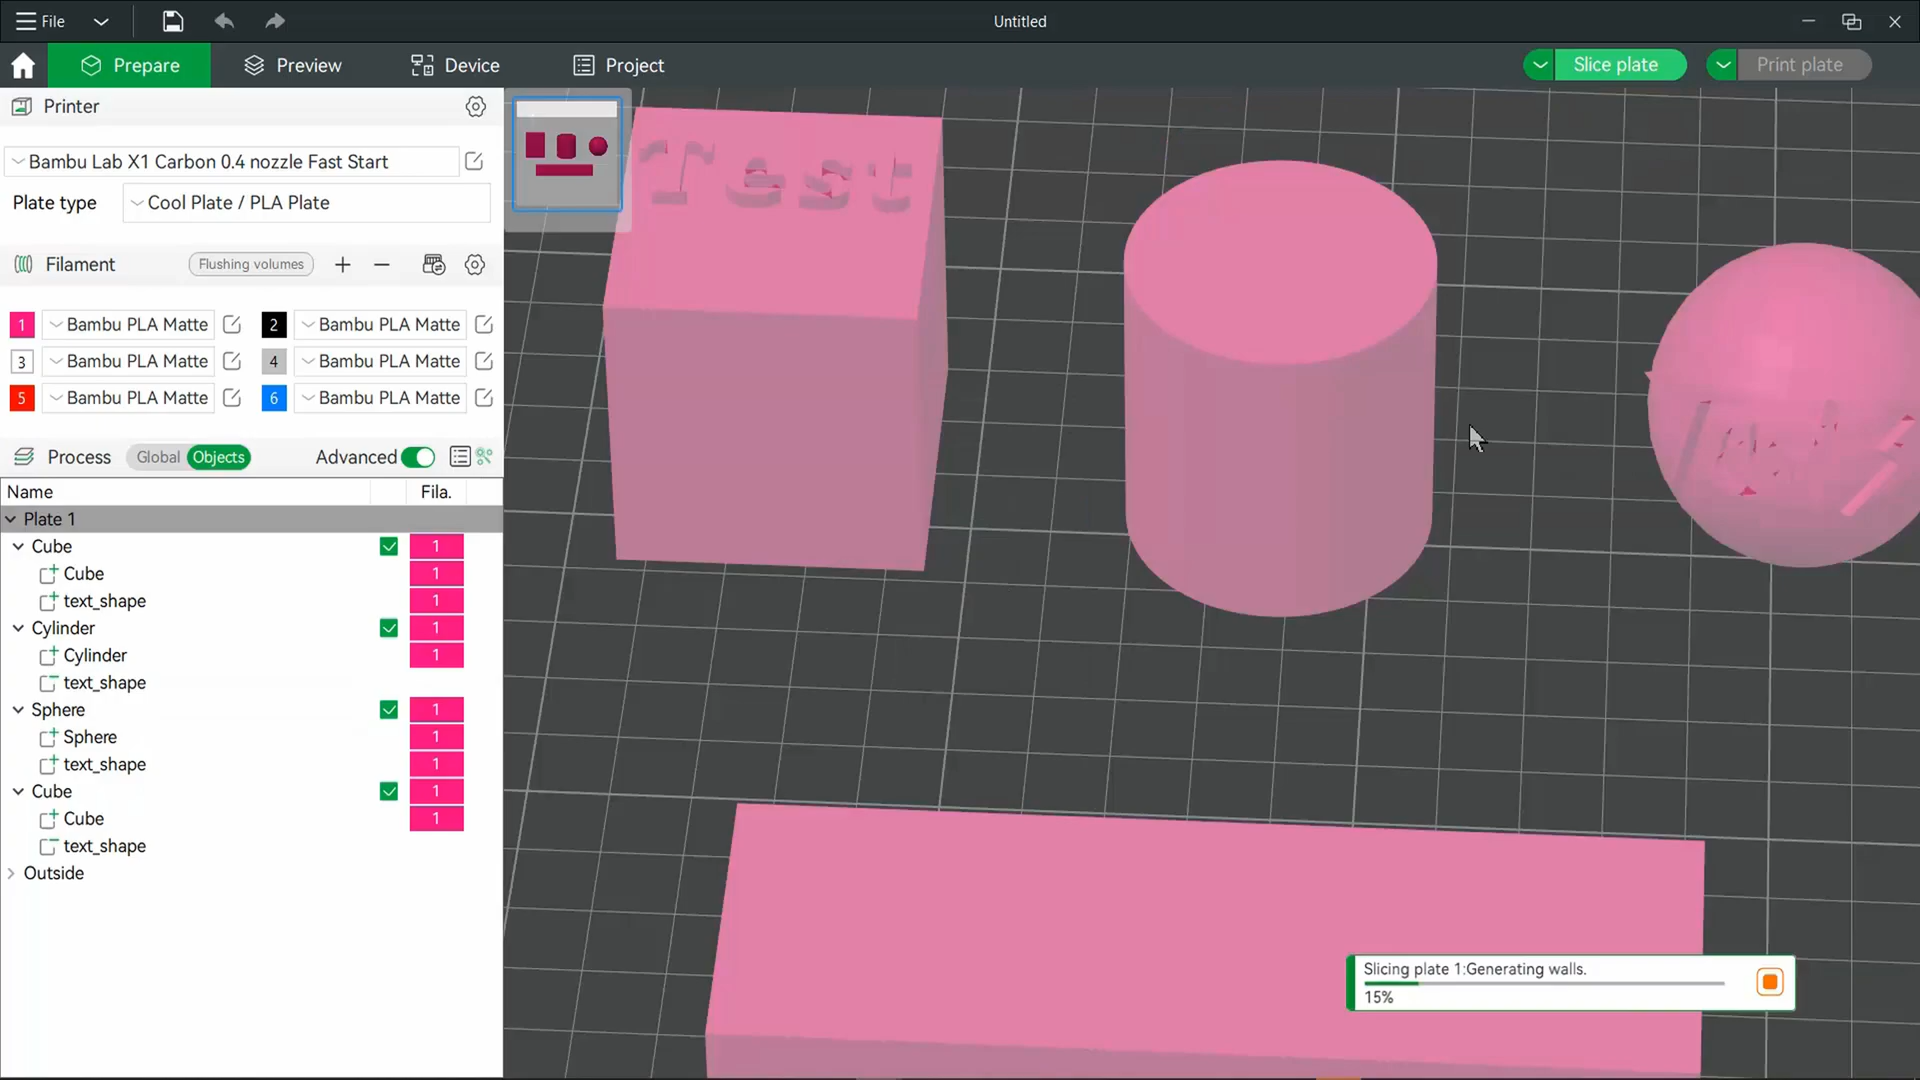 File
Untitled
Prepare
Preview
Device
Project
Slice plate
Print plate
Printer
Bambu Lab X1 Carbon 0.4 nozzle Fast Start
Plate type
Cool Plate / PLA Plate
Filament
Flushing volumes
1 Bambu PLA Matte
2 Bambu PLA Matte
3 Bambu PLA Matte
4 Bambu PLA Matte
5 Bambu PLA Matte
6 Bambu PLA Matte
Process
Global
Objects
Advanced
Name
Fila.
Plate 1
Cube 1
Cube 1
text_shape 1
Cylinder 1
Cylinder 1
text_shape
Sphere 1
Sphere 1
text_shape 1
Cube 1
Cube 1
text_shape
Outside
Test
Slicing plate 1:Generating walls.
15%